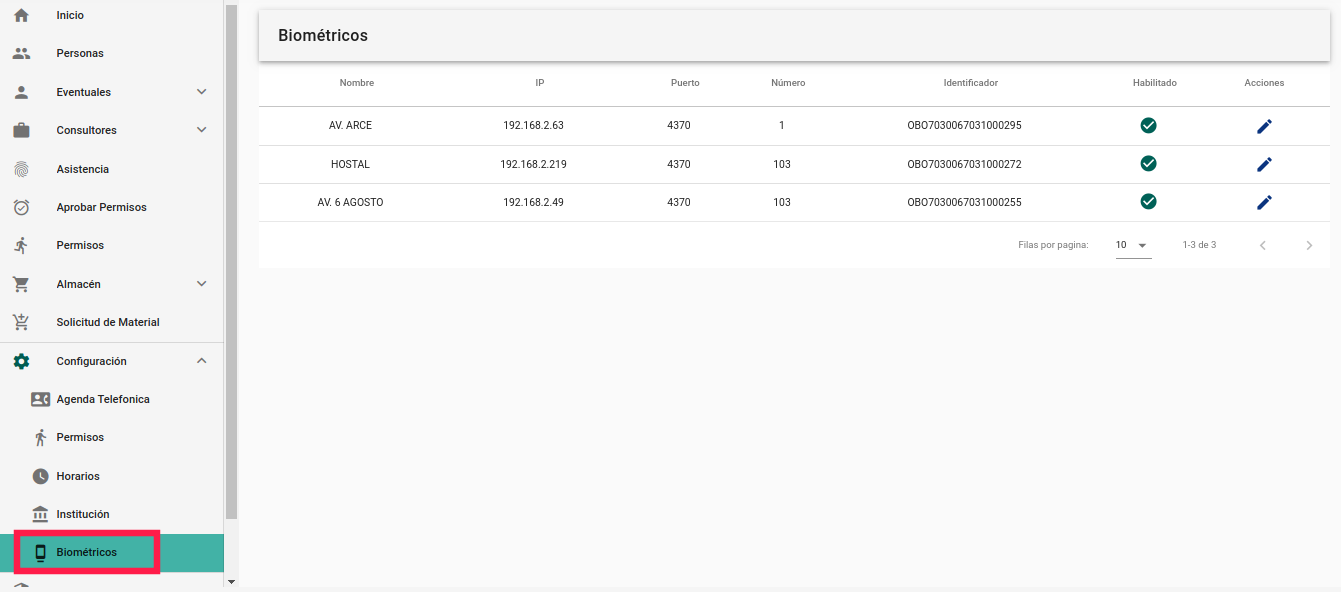 Inicio
Personas
Eventuales
Consultores
Asistencia
Aprobar Permisos
Permisos
Almacén
Solicitud de Material
Configuración
Agenda Telefonica
Permisos
Horarios
Institución
Biométricos
Biométricos
Nombre IP Puerto Número Identificador Habilitado Acciones
AV. ARCE 192.168.2.63 4370 1 OBO7030067031000295
HOSTAL 192.168.2.219 4370 103 OBO7030067031000272
AV. 6 AGOSTO 192.168.2.49 4370 103 OBO7030067031000255
Filas por pagina: 10 1-3 de 3